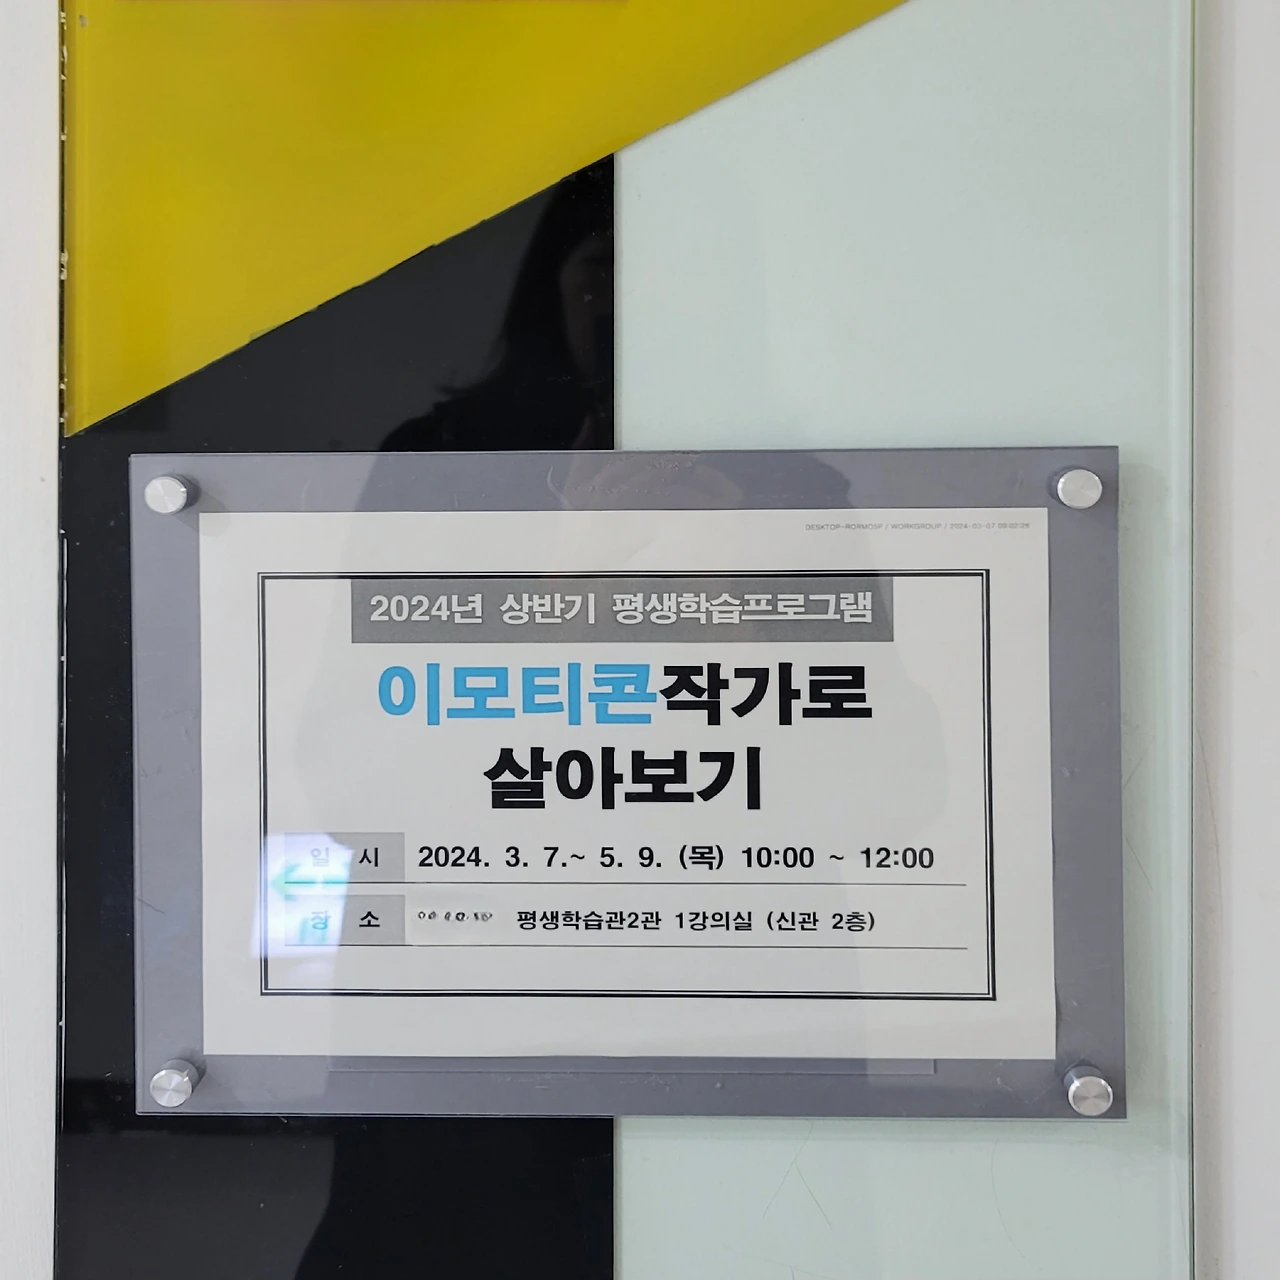 2024년 상반기 평생학습프로그램
이모티콘작가로
살아보기
일 시 2024. 3. 7.~ 5. 9. (목) 10:00 ~ 12:00
장 소 평생학습관2관 1강의실 (신관 2층)